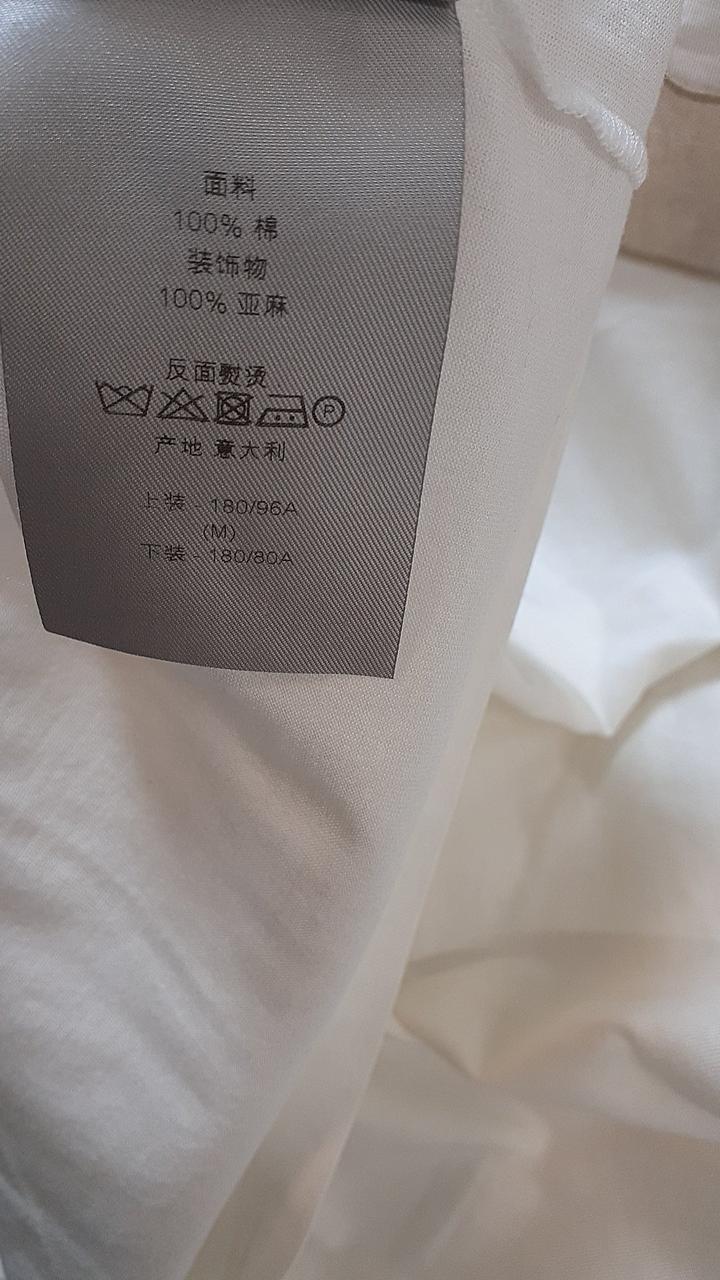 面料
100% 棉
装饰物
100% 亚麻
反面熨烫
P
产地 意大利
上装 - 180/96A
(M)
下装 - 180/80A